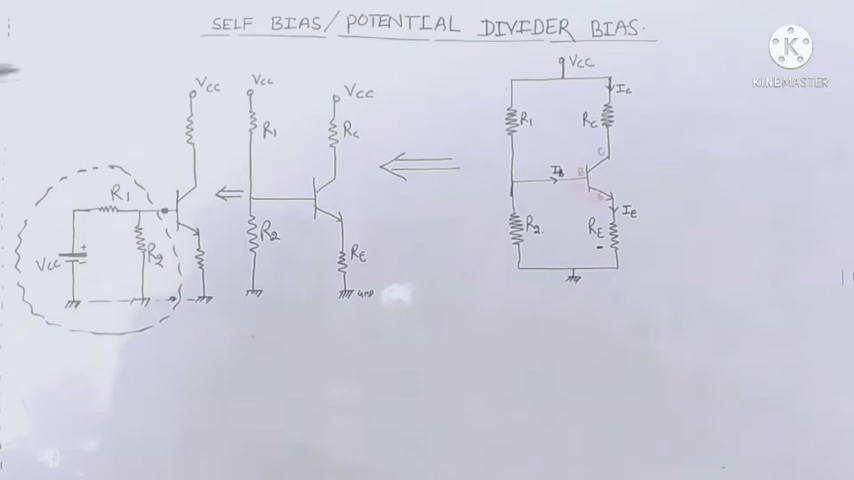 SELF BIAS/POTENTIAL DIVIDER BIAS.
K
KINEMASTER
VCC
VCC
VCC
VCC
IC
R1
RC
R1
RC
C
IB
B
R1
E
IE
R2
RE
R2
RE
VCC
+
-
R2
GND